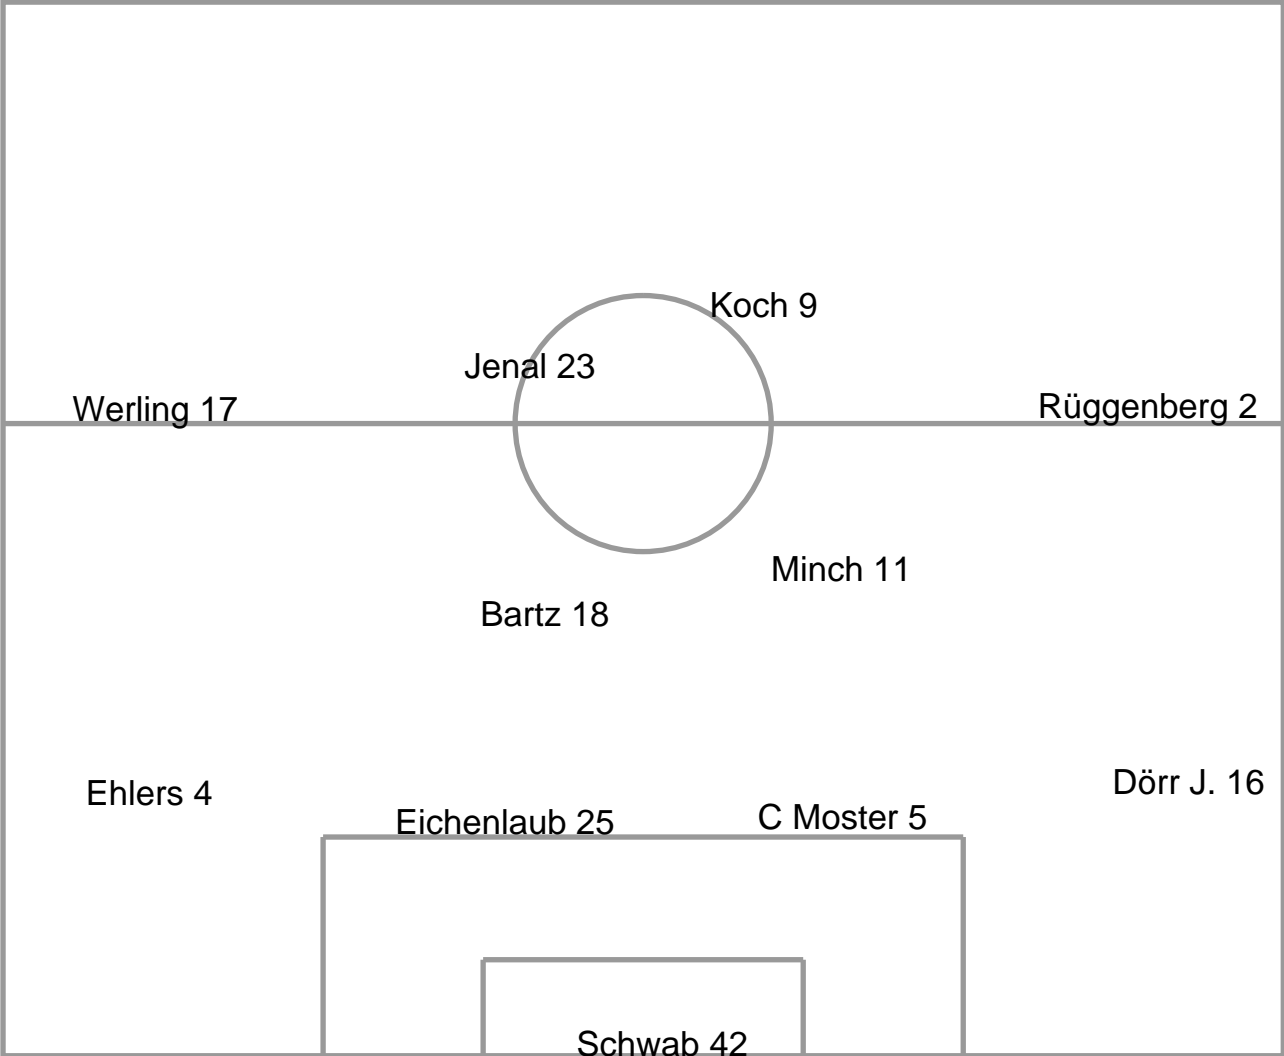 Koch 9
Jenal 23
Werling 17
Rüggenberg 2
Minch 11
Bartz 18
Ehlers 4
Dörr J. 16
Eichenlaub 25
C Moster 5
Schwab 42